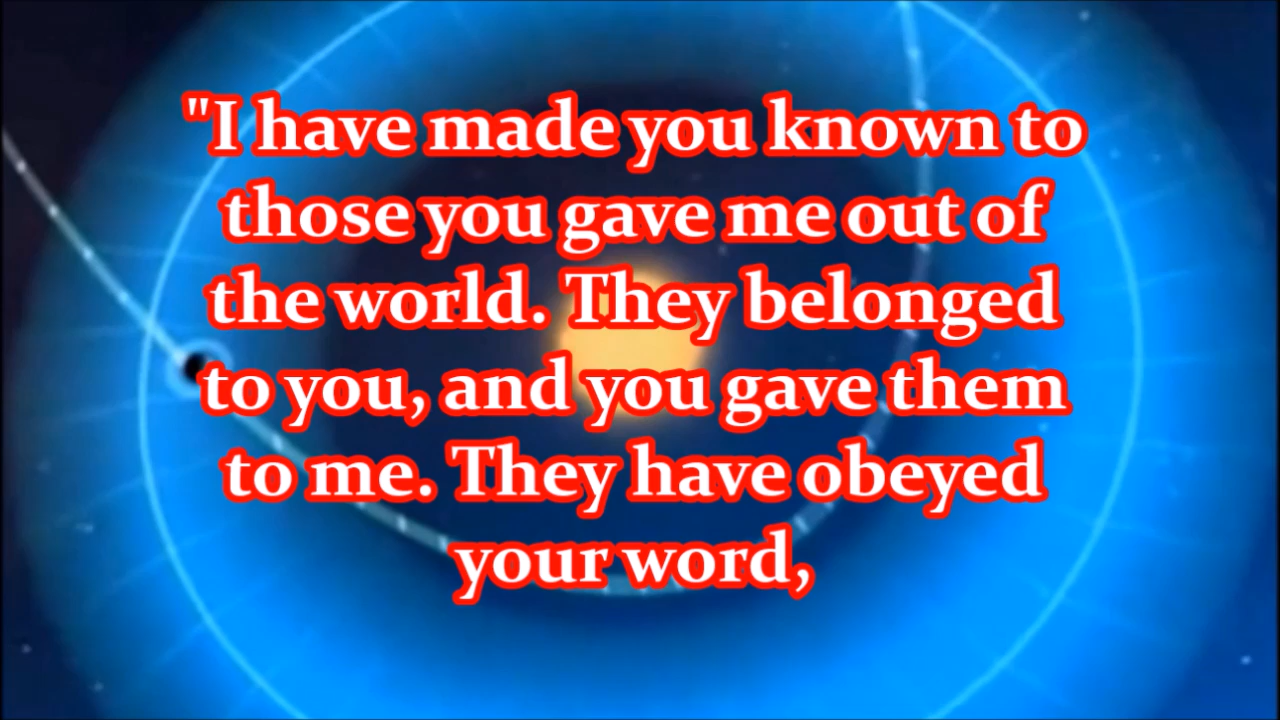 "I have made you known to
those you gave me out of
the world. They belonged
to you, and you gave them
to me. They have obeyed
your word,